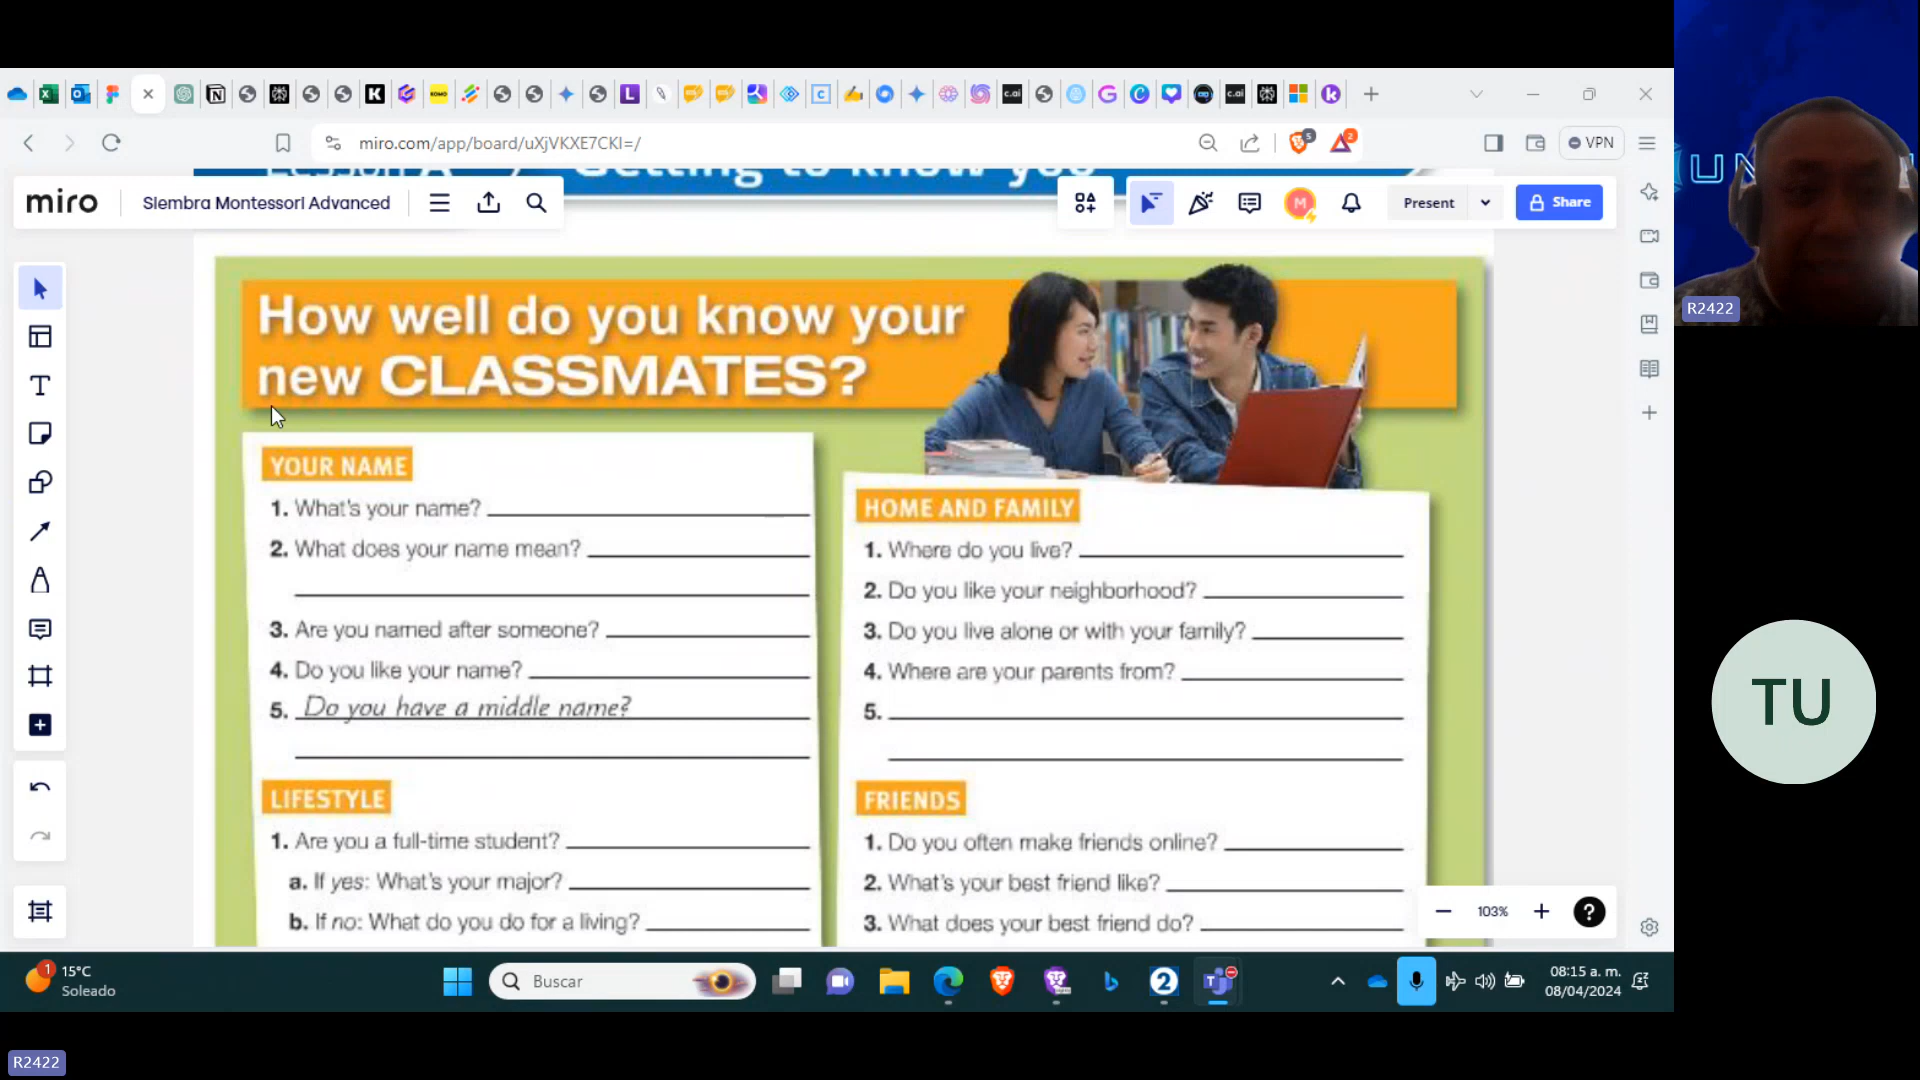 miro.com/app/board/uXjVKXE7CKI=/
VPN
Lesson A Getting to know you
miro
Siembra Montessori Advanced
Present
Share
How well do you know your
new CLASSMATES?
YOUR NAME
1. What's your name?
2. What does your name mean?
3. Are you named after someone?
4. Do you like your name?
5. Do you have a middle name?
LIFESTYLE
1. Are you a full-time student?
a. If yes: What's your major?
b. If no: What do you do for a living?
HOME AND FAMILY
1. Where do you live?
2. Do you like your neighborhood?
3. Do you live alone or with your family?
4. Where are your parents from?
5.
FRIENDS
1. Do you often make friends online?
2. What's your best friend like?
3. What does your best friend do?
103%
R2422
TU
15°C
Soleado
Buscar
08:15 a. m.
08/04/2024
R2422